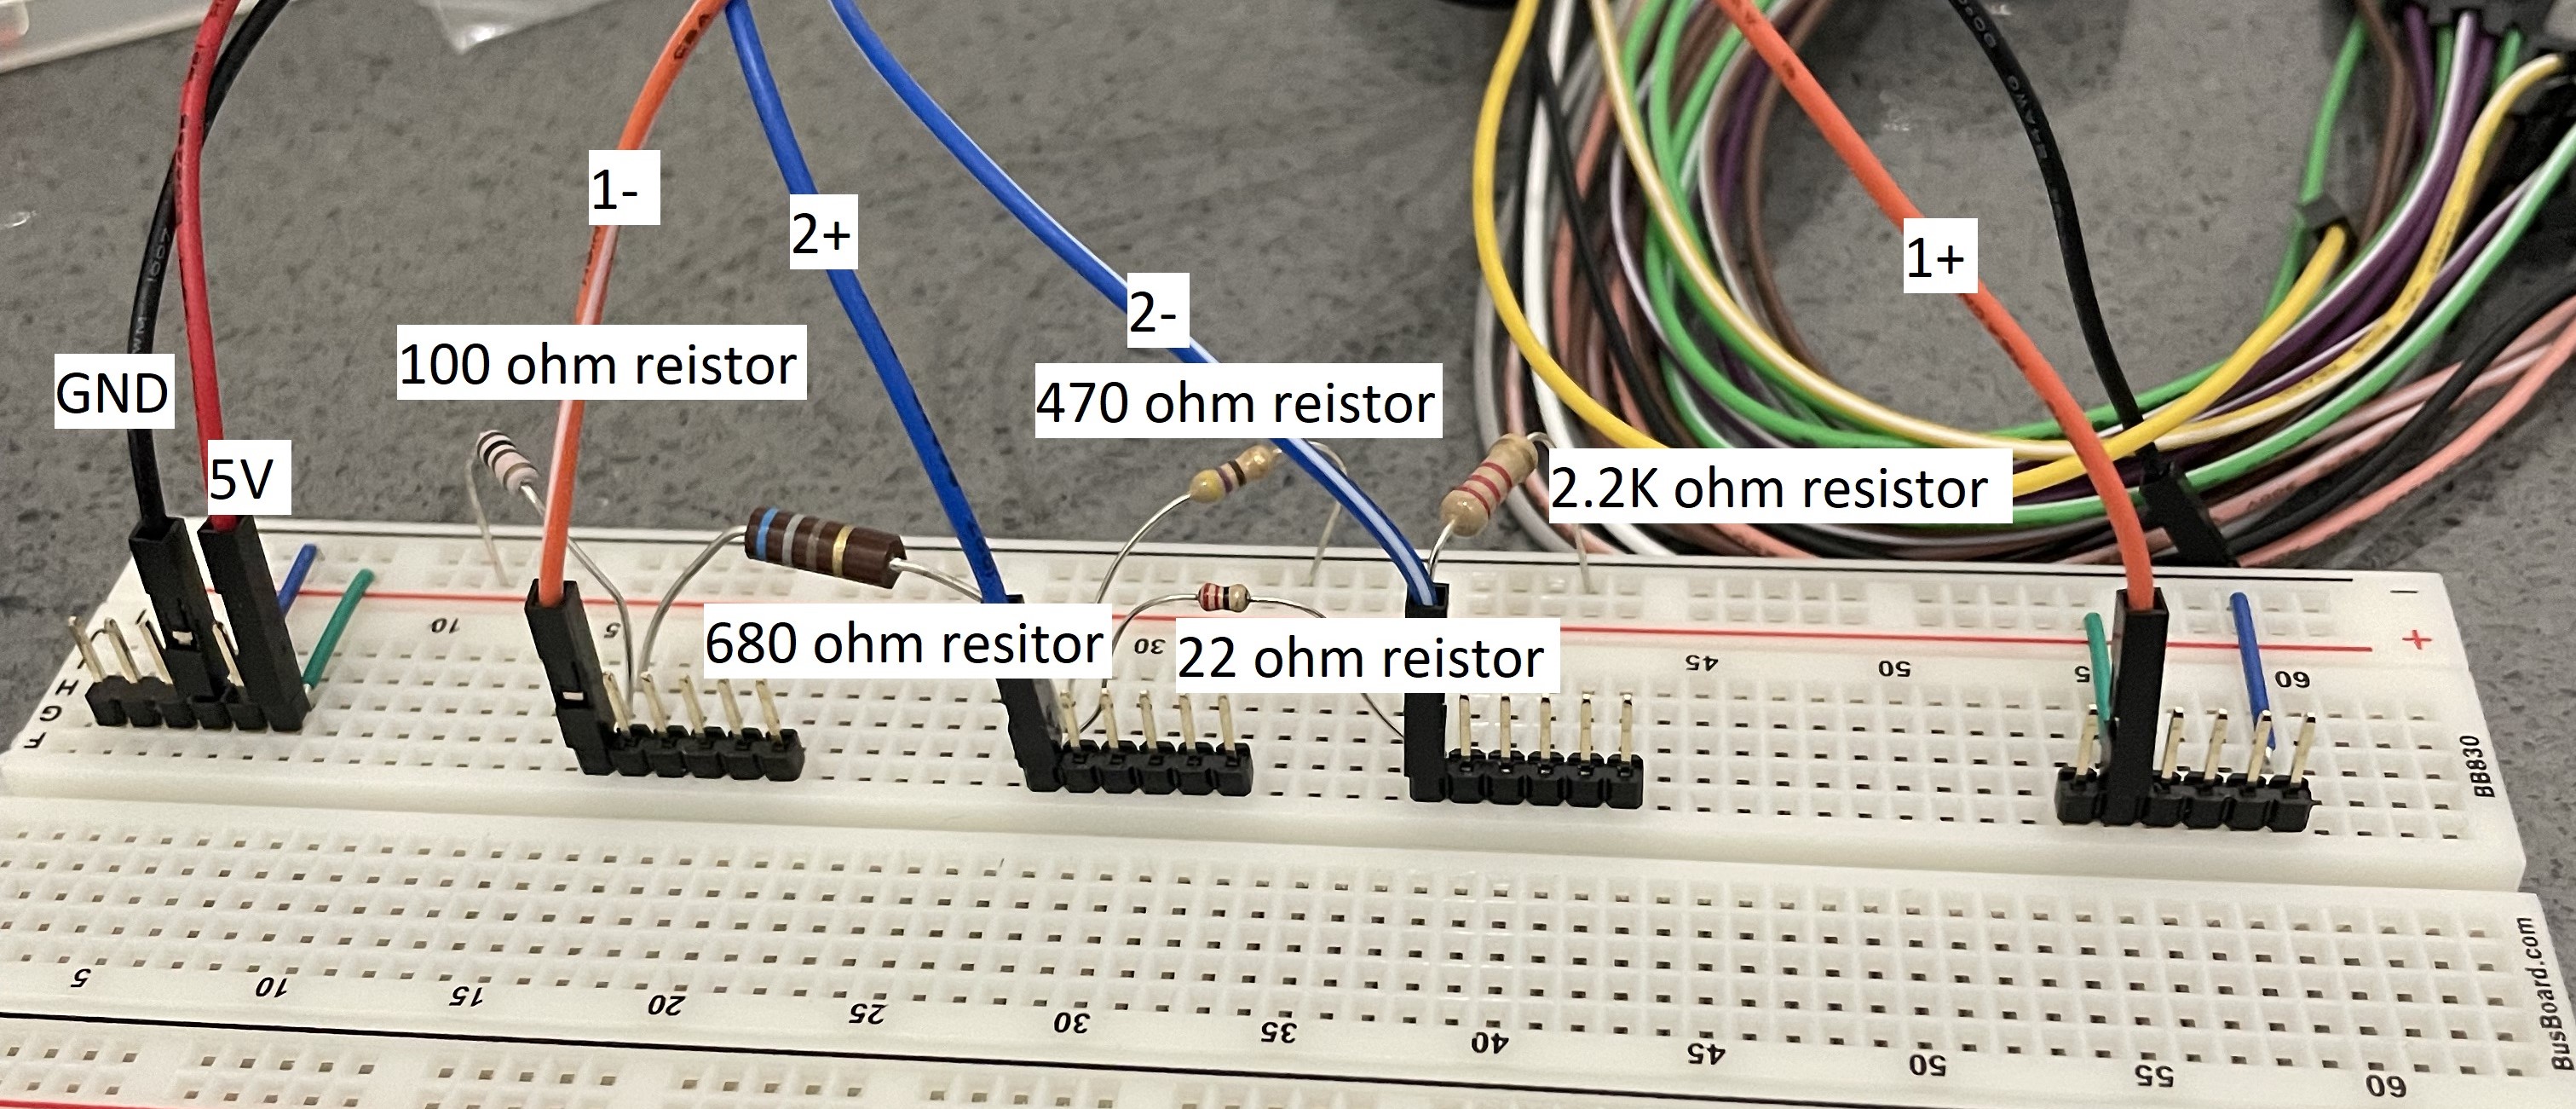 1-
2+
1+
2-
100 ohm reistor
GND
470 ohm reistor
5V
2.2K ohm resistor
680 ohm resitor
22 ohm reistor
10
5
30
45
50
5
60
+
−
H
G
F
BB830
5
10
15
20
25
30
35
40
45
50
55
60
BusBoard.com